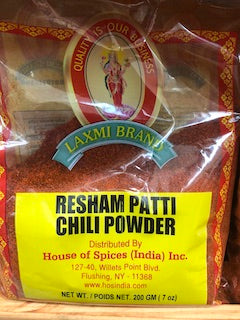 QUALITY IS OUR BUSINESS
LAXMI BRAND
RESHAM PATTI
CHILI POWDER
Distributed By
House of Spices (India) Inc.
127-40, Willets Point Blvd.
Flushing, NY - 11368
www.hosindia.com
NET WT. / POIDS NET. 200 GM ( 7 oz)